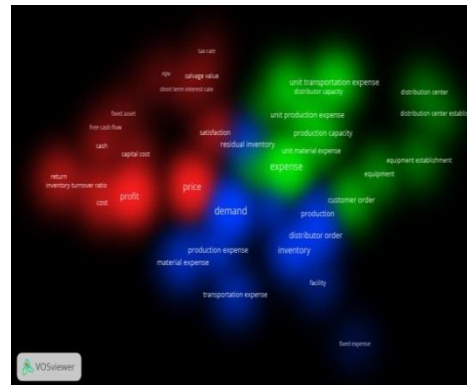 tax rate
npv
salvage value
short term interest rate
unit transportation expense
distributor capacity
distribution center
fixed asset
unit production expense
distribution center establis
free cash flow
satisfaction
production capacity
cash
residual inventory
capital cost
unit material expense
equipment establishment
expense
return
equipment
inventory turnover ratio
price
profit
cost
customer order
demand
production
distributor order
production expense
inventory
material expense
facility
transportation expense
fixed expense
VOSviewer